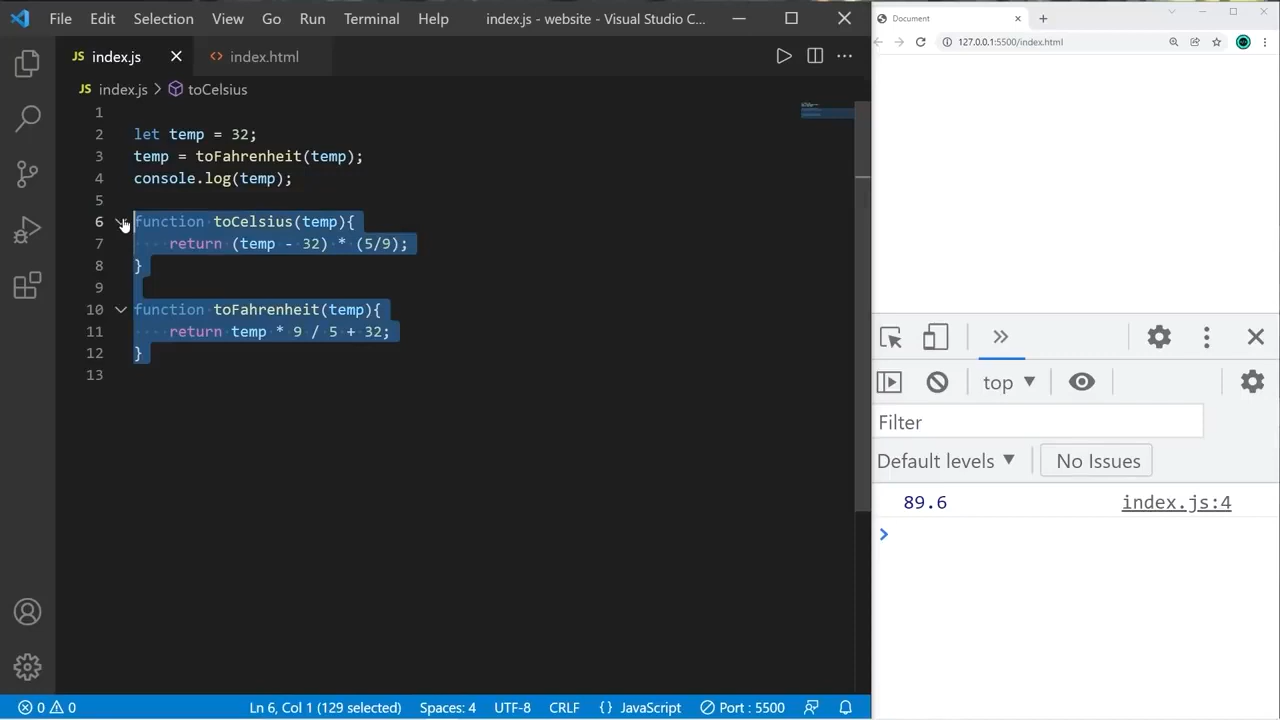 File Edit Selection View Go Run Terminal Help index.js - website - Visual Studio C...
JS index.js index.html
JS index.js > toCelsius
1
2 let temp = 32;
3 temp = toFahrenheit(temp);
4 console.log(temp);
5
6 function toCelsius(temp){
7 return (temp - 32) * (5/9);
8 }
9
10 function toFahrenheit(temp){
11 return temp * 9 / 5 + 32;
12 }
13
0 0 Ln 6, Col 1 (129 selected) Spaces: 4 UTF-8 CRLF {} JavaScript Port : 5500
Document
127.0.0.1:5500/index.html
top
Filter
Default levels No Issues
89.6 index.js:4